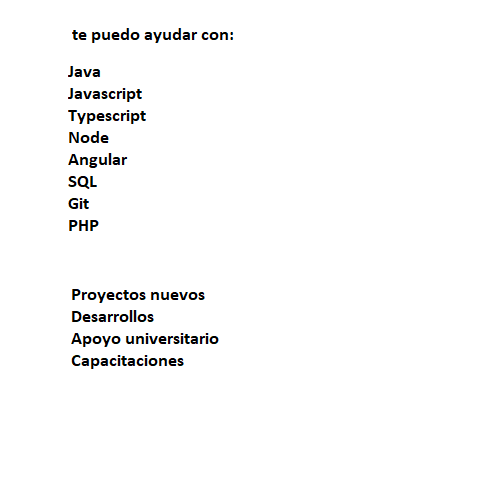 te puedo ayudar con:
Java
Javascript
Typescript
Node
Angular
SQL
Git
PHP
Proyectos nuevos
Desarrollos
Apoyo universitario
Capacitaciones